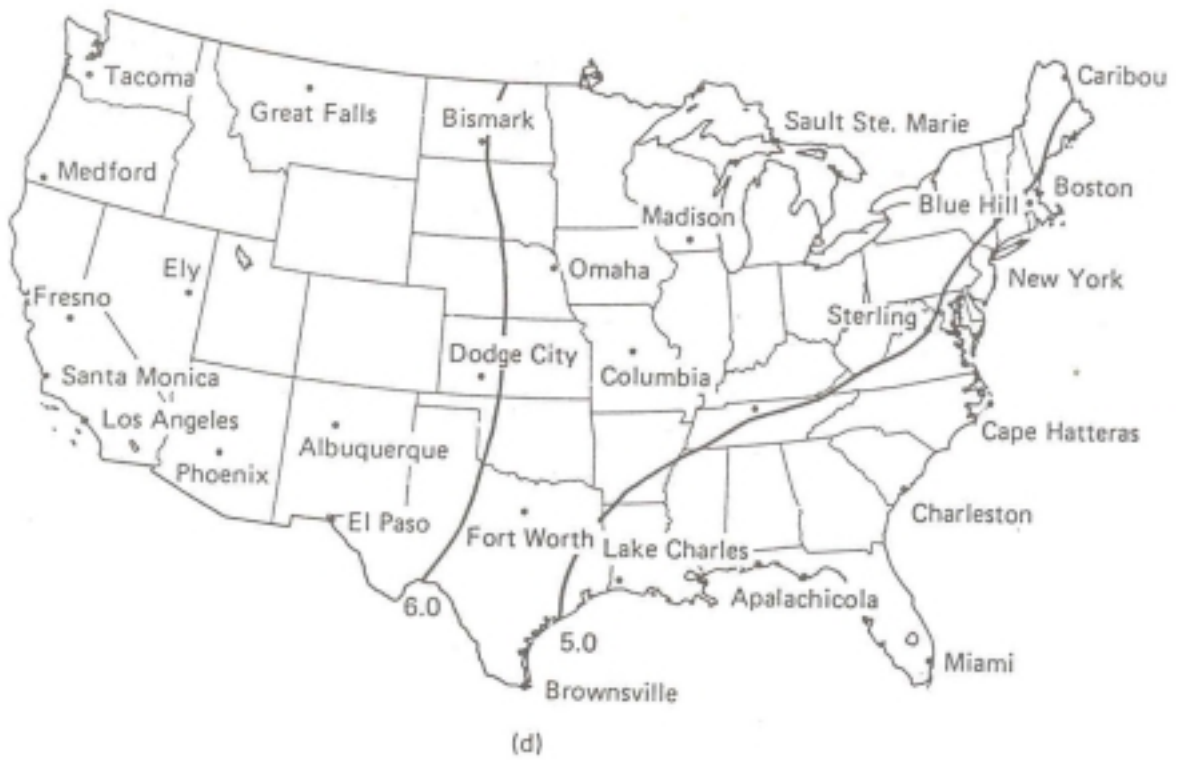 Caribou
Tacoma
Great Falls
Bismark
Sault Ste. Marie
Medford
Boston
Blue Hill
Madison
Ely
Omaha
New York
Fresno
Sterling
Dodge City
Santa Monica
Columbia
Los Angeles
Albuquerque
Cape Hatteras
Phoenix
El Paso
Charleston
Fort Worth
Lake Charles
6.0
Apalachicola
5.0
Miami
Brownsville
(d)